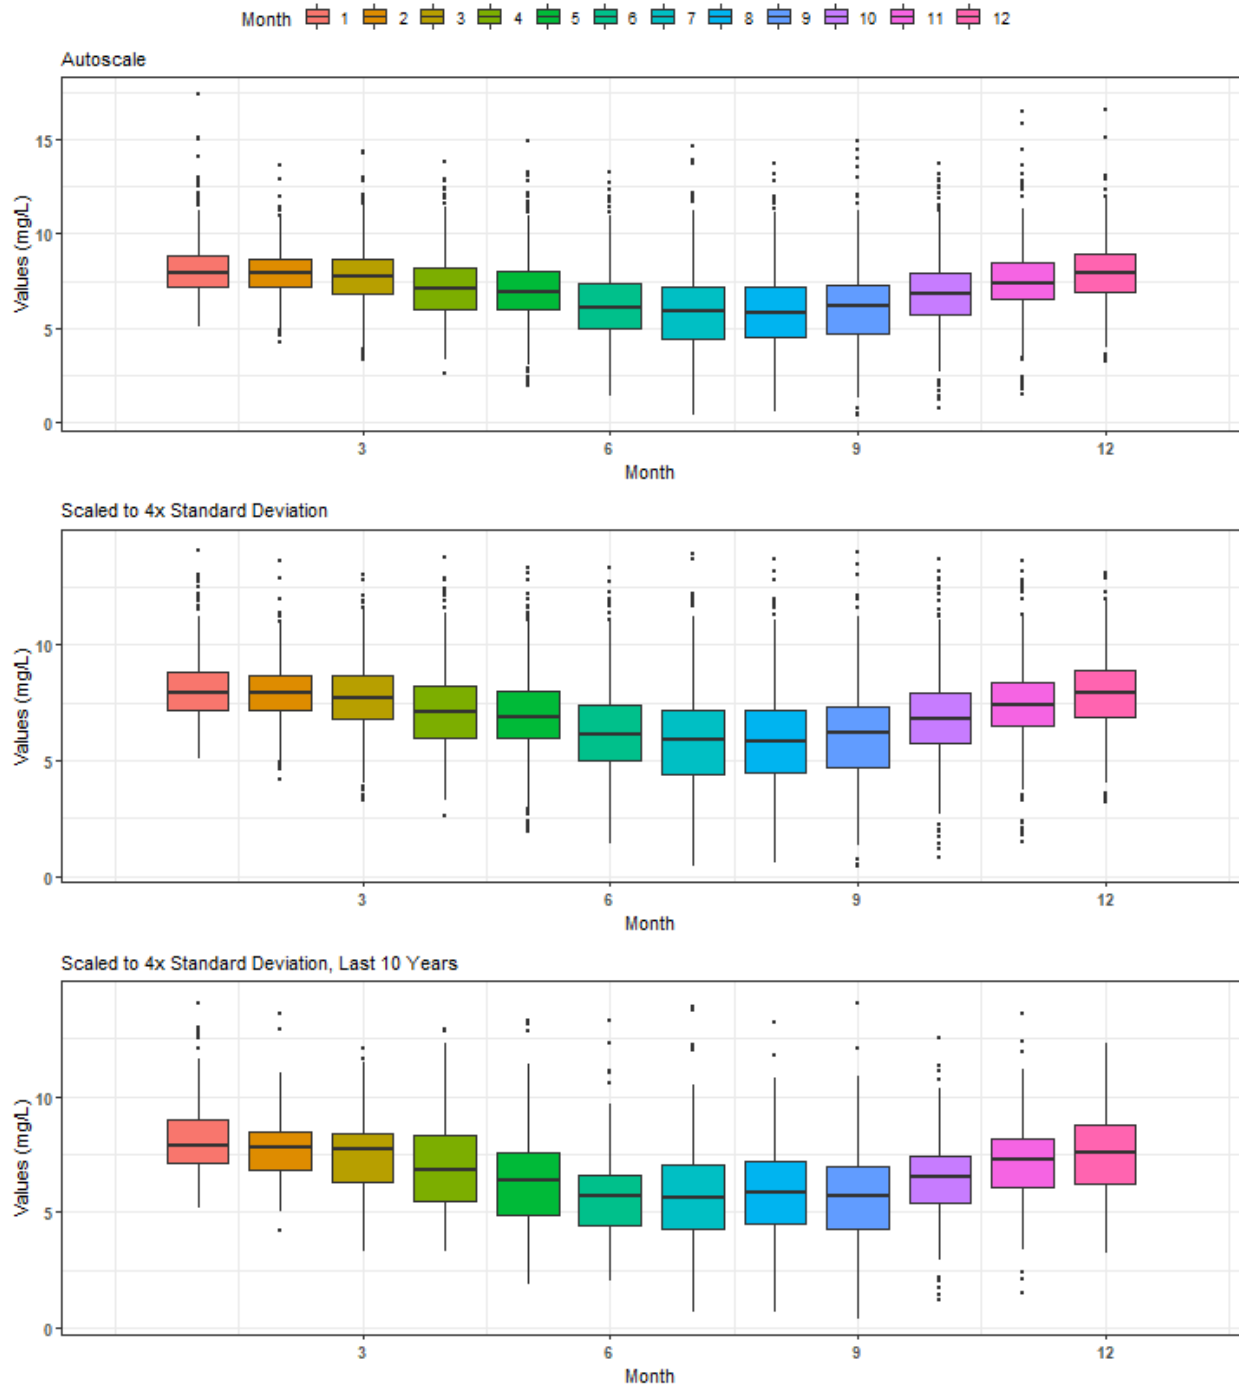 Month 1 2 3 4 5 6 7 8 9 10 11 12
Autoscale
Values (mg/L)
15
10
5
0
3 6 9 12
Month
Scaled to 4x Standard Deviation
Values (mg/L)
10
5
0
3 6 9 12
Month
Scaled to 4x Standard Deviation, Last 10 Years
Values (mg/L)
10
5
0
3 6 9 12
Month